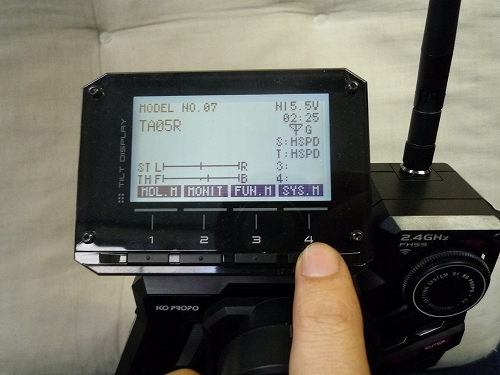 MODEL NO.07 NI5.5V
02:25
TA05R G
S:HSPD
T:HSPD
ST L R 3:
TH F B 4:
MDL.M MONIT FUN.M SYS.M
1 2 3 4
TILT DISPLAY
KO PROPO
2.4GHz
FHSS